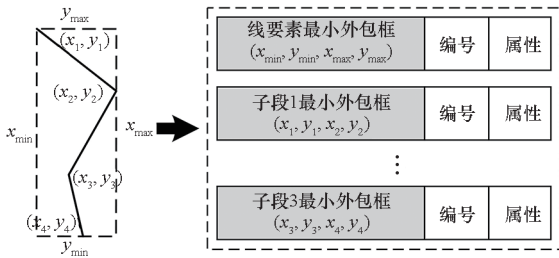 y_max
(x_1, y_1)
(x_2, y_2)
x_min
x_max
(x_3, y_3)
(x_4, y_4)
y_min
线要素最小外包框
(x_min, y_min, x_max, y_max)
编号
属性
子段1最小外包框
(x_1, y_1, x_2, y_2)
编号
属性
⋮
子段3最小外包框
(x_3, y_3, x_4, y_4)
编号
属性